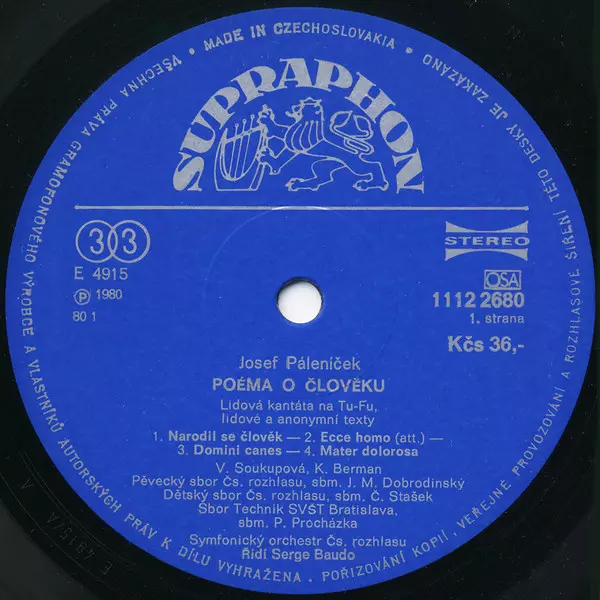 MADE IN CZECHOSLOVAKIA
VŠECHNA PRÁVA GRAMOFONOVÉHO VÝROBCE A VLASTNÍKŮ AUTORSKÝCH PRÁV K DÍLU VYHRAŽENA. POŘIZOVÁNÍ KOPIÍ, VEŘEJNÉ PROVOZOVÁNÍ A ROZHLASOVÉ ŠÍŘENÍ TÉTO DESKY JE ZAKÁZÁNO
SUPRAPHON
33
STEREO
E 4915
Ⓟ 1980
80 1
OSA
1112 2680
1. strana
Kčs 36,-
Josef Páleníček
POÉMA O ČLOVĚKU
Lidová kantáta na Tu-Fu,
lidové a anonymní texty
1. Narodil se člověk — 2. Ecce homo (att.) —
3. Domini canes — 4. Mater dolorosa
V. Soukupová, K. Berman
Pěvecký sbor Čs. rozhlasu, sbm. J. M. Dobrodinský
Dětský sbor Čs. rozhlasu, sbm. Č. Stašek
Sbor Technik SVŠT Bratislava,
sbm. P. Procházka
Symfonický orchestr Čs. rozhlasu
Řídí Serge Baudo